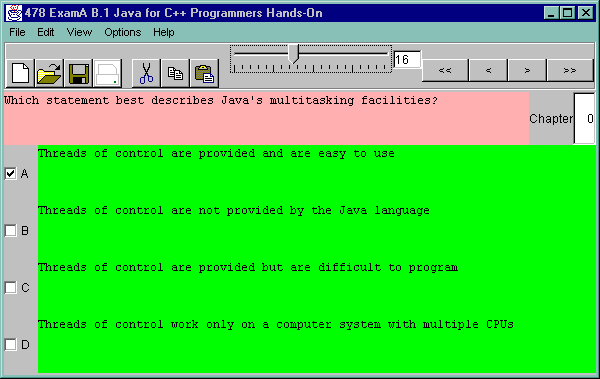 478 ExamA B.1 Java for C++ Programmers Hands-On
File Edit View Options Help
16 << < > >>
Which statement best describes Java's multitasking facilities?
Chapter 0
A Threads of control are provided and are easy to use
B Threads of control are not provided by the Java language
C Threads of control are provided but are difficult to program
D Threads of control work only on a computer system with multiple CPUs